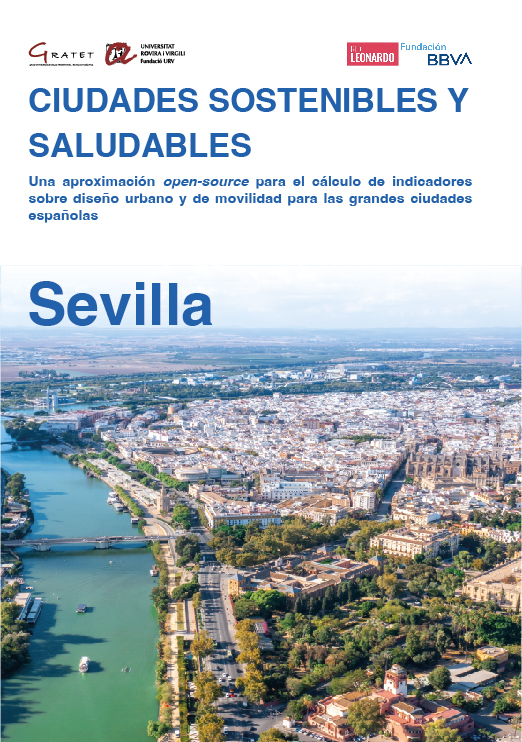 GRATET
UNIVERSITAT
ROVIRA I VIRGILI
Fundació URV
RED
LEONARDO
Fundación
BBVA
CIUDADES SOSTENIBLES Y
SALUDABLES
Una aproximación open-source para el cálculo de indicadores
sobre diseño urbano y de movilidad para las grandes ciudades
españolas
Sevilla